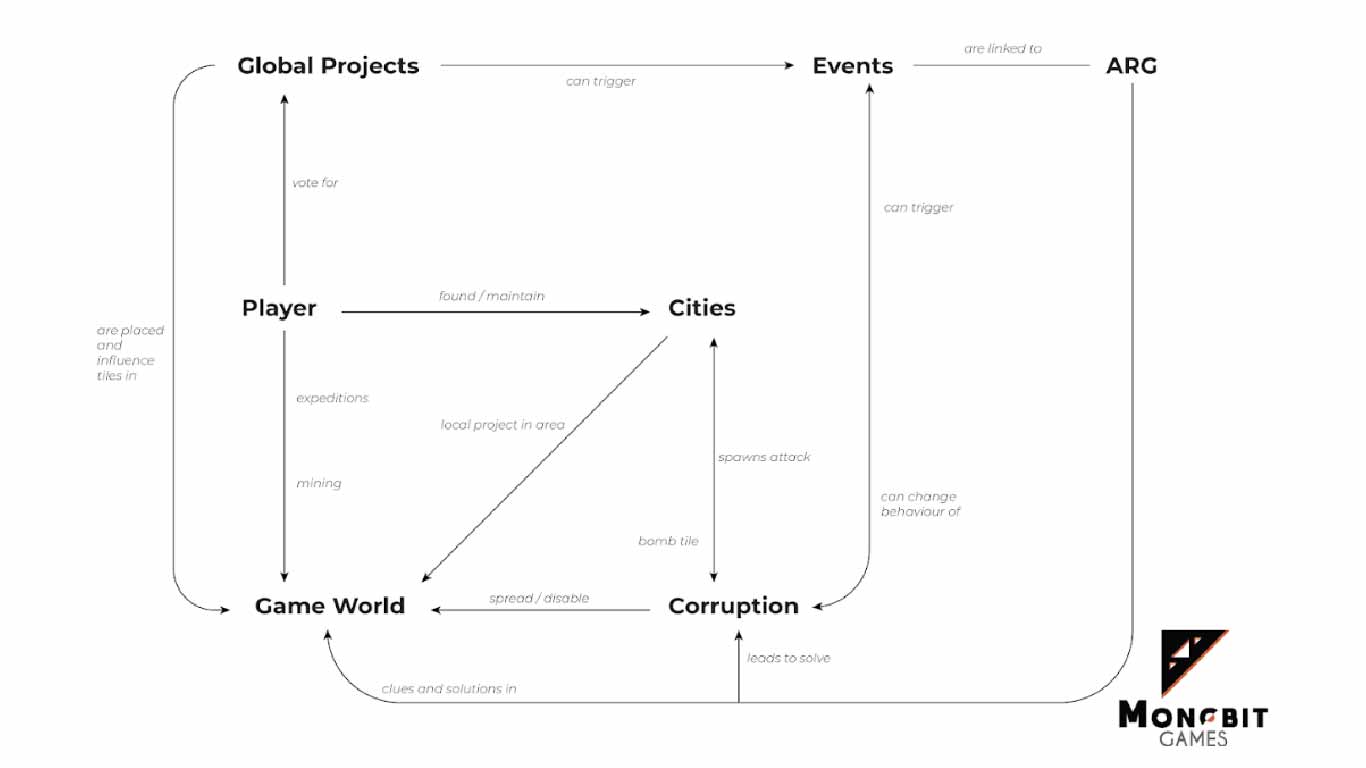 are linked to
Global Projects
Events
ARG
can trigger
vote for
can trigger
found / maintain
Player
Cities
are placed
and
influence
tiles in
expeditions
local project in area
spawns attack
mining
can change
behaviour of
bomb tile
spread / disable
Game World
Corruption
leads to solve
clues and solutions in
MONOBIT
GAMES